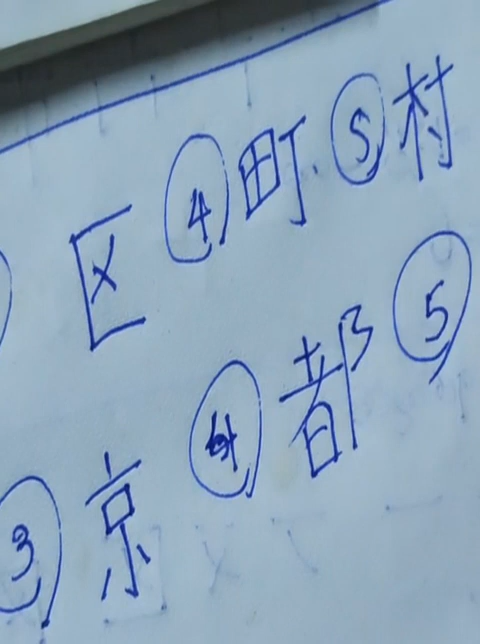 区 ④ 町 ⑤ 村
③ 京 ④ 都 ⑤